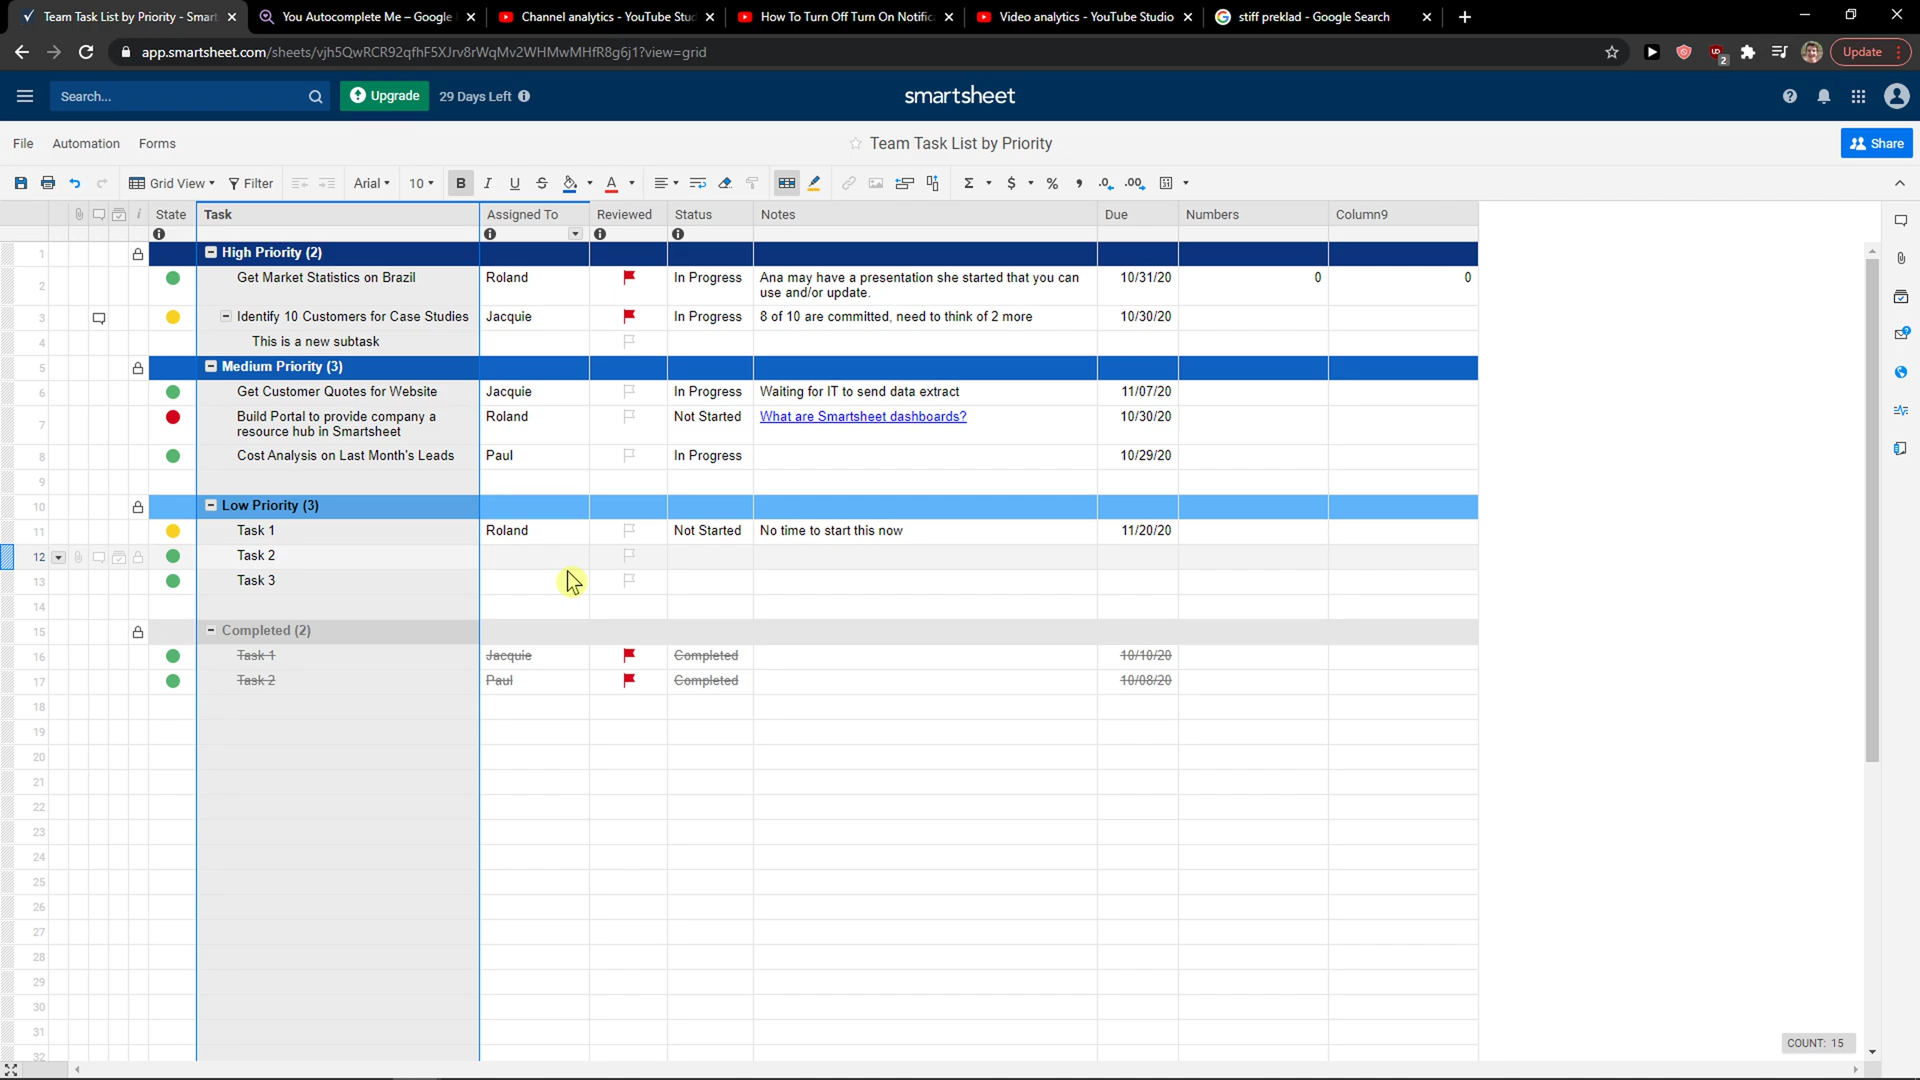 Team Task List by Priority - Smart
You Autocomplete Me – Google
Channel analytics - YouTube Stud
How To Turn Off Turn On Notific
Video analytics - YouTube Studio
stiff preklad - Google Search
app.smartsheet.com/sheets/vjh5QwRCR92qfhF5XJrv8rWqMv2WHMwMHfR8g6j1?view=grid
2
Update
Search...
Upgrade
29 Days Left
smartsheet
File
Automation
Forms
Team Task List by Priority
Share
Grid View
Filter
Arial
10
B
I
U
S
A
Σ
$
%
,
.0
.00
State
Task
Assigned To
Reviewed
Status
Notes
Due
Numbers
Column9
1 High Priority (2)
2 Get Market Statistics on Brazil Roland In Progress Ana may have a presentation she started that you can 10/31/20 0 0
use and/or update.
3 Identify 10 Customers for Case Studies Jacquie In Progress 8 of 10 are committed, need to think of 2 more 10/30/20
4 This is a new subtask
5 Medium Priority (3)
6 Get Customer Quotes for Website Jacquie In Progress Waiting for IT to send data extract 11/07/20
7 Build Portal to provide company a Roland Not Started What are Smartsheet dashboards? 10/30/20
resource hub in Smartsheet
8 Cost Analysis on Last Month's Leads Paul In Progress 10/29/20
9
10 Low Priority (3)
11 Task 1 Roland Not Started No time to start this now 11/20/20
12 Task 2
13 Task 3
14
15 Completed (2)
16 Task 1 Jacquie Completed 10/10/20
17 Task 2 Paul Completed 10/08/20
18
19
20
21
22
23
24
25
26
27
28
29
30
31
32
COUNT: 15